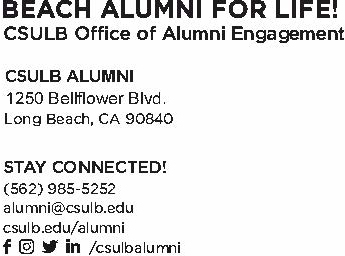 BEACH ALUMNI FOR LIFE!
CSULB Office of Alumni Engagement
CSULB ALUMNI
1250 Bellflower Blvd.
Long Beach, CA 90840
STAY CONNECTED!
(562) 985-5252
alumni@csulb.edu
csulb.edu/alumni
/csulbalumni